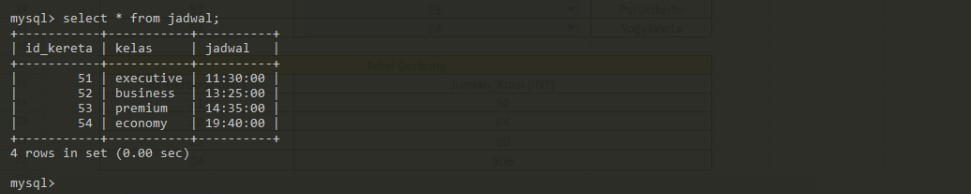 mysql> select * from jadwal;
+-----------+-----------+----------+
| id_kereta | kelas     | jadwal   |
+-----------+-----------+----------+
|        51 | executive | 11:30:00 |
|        52 | business  | 13:25:00 |
|        53 | premium   | 14:35:00 |
|        54 | economy   | 19:40:00 |
+-----------+-----------+----------+
4 rows in set (0.00 sec)
mysql>